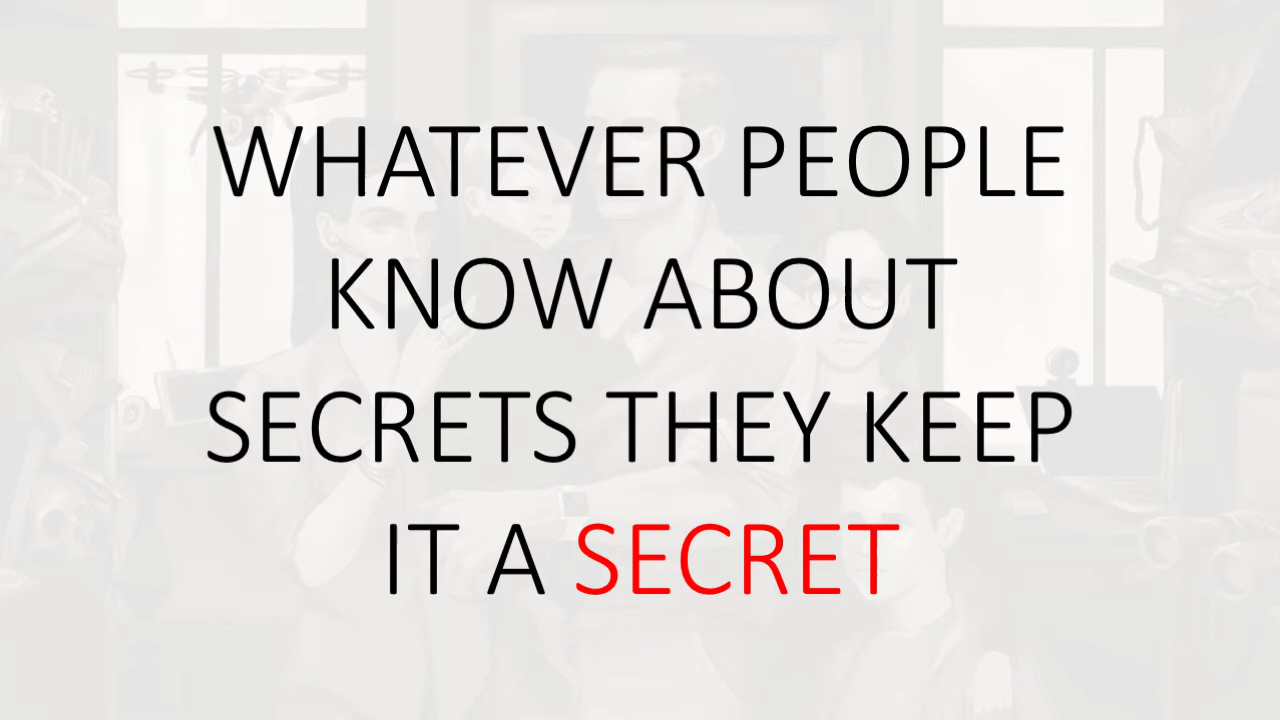 WHATEVER PEOPLE
KNOW ABOUT
SECRETS THEY KEEP
IT A SECRET